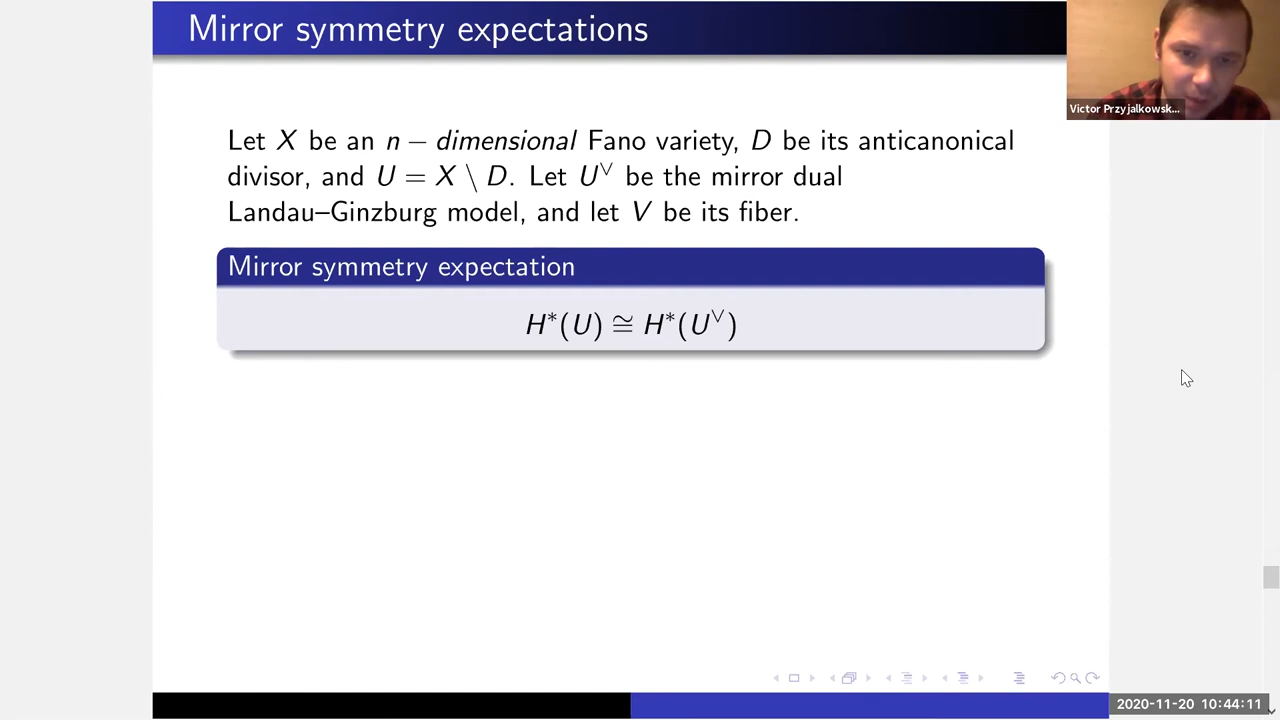 Mirror symmetry expectations
Victor Przyjalkowsk...
Let X be an n − dimensional Fano variety, D be its anticanonical
divisor, and U = X \ D. Let U^∨ be the mirror dual
Landau–Ginzburg model, and let V be its fiber.
Mirror symmetry expectation
H*(U) ≅ H*(U^∨)
2020-11-20 10:44:11